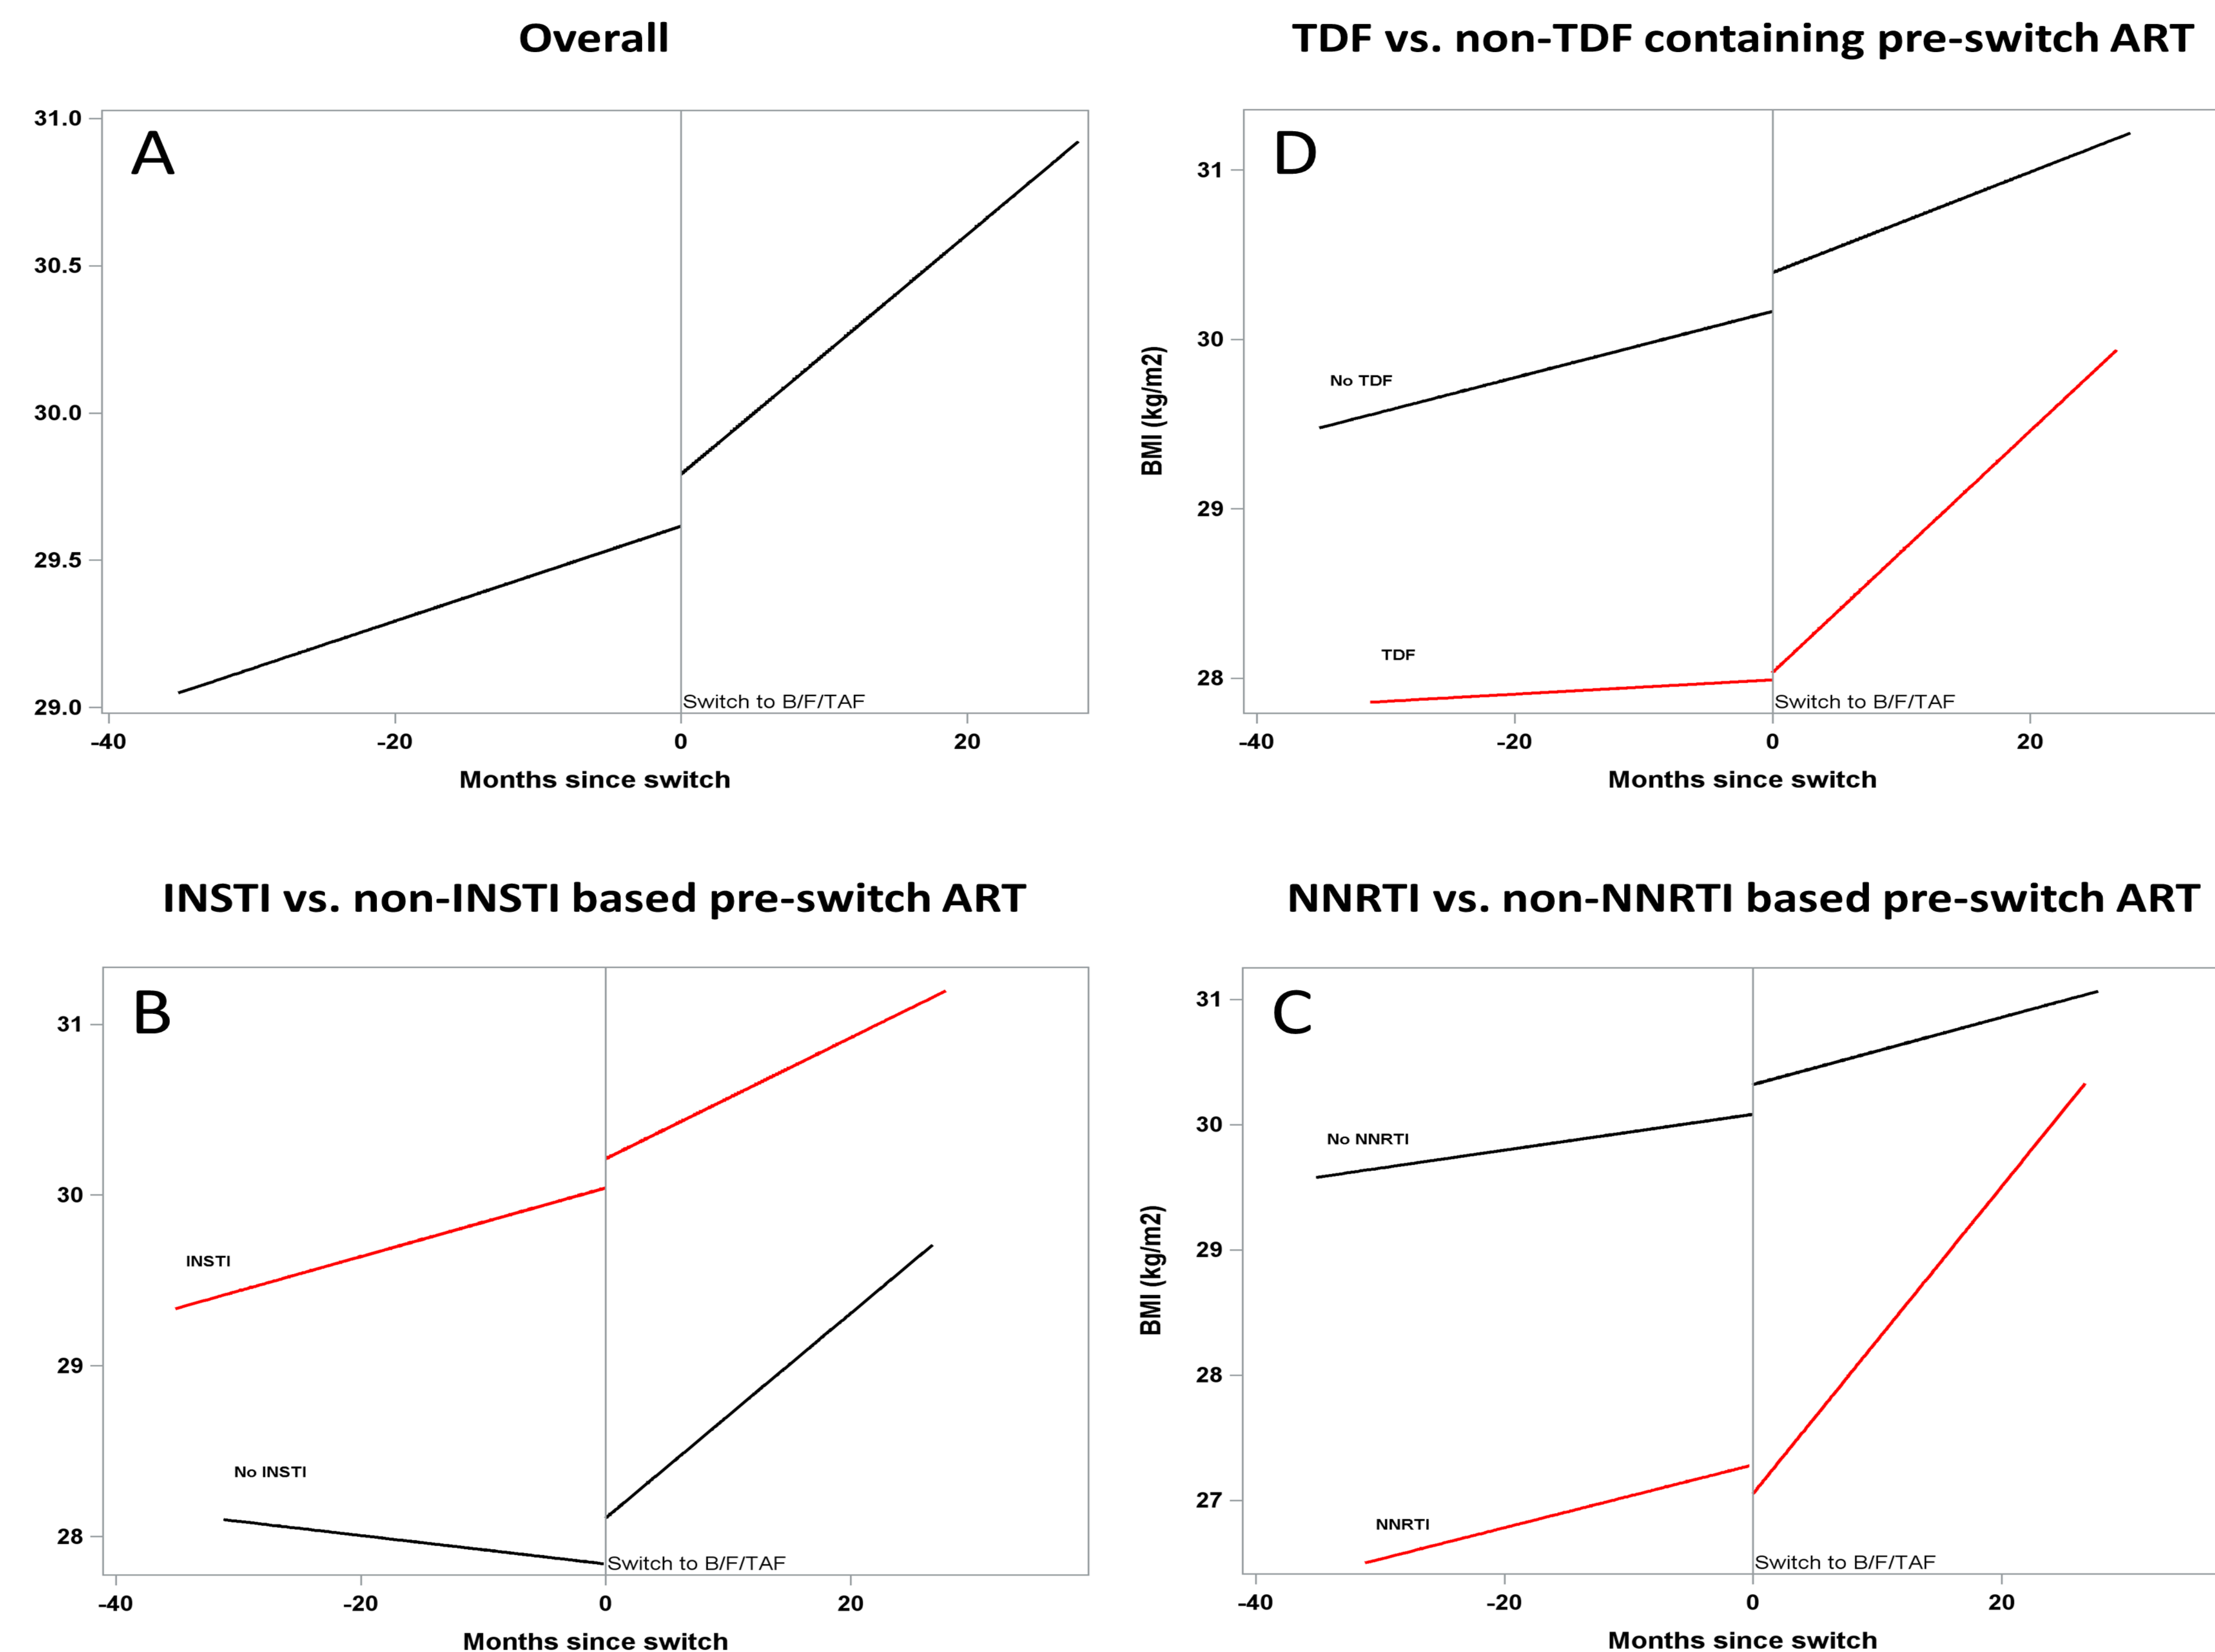 Overall
A
31.0
30.5
30.0
29.5
29.0
Switch to B/F/TAF
-40 -20 0 20
Months since switch
TDF vs. non-TDF containing pre-switch ART
D
BMI (kg/m2)
31
30
29
28
No TDF
TDF
Switch to B/F/TAF
-40 -20 0 20
Months since switch
INSTI vs. non-INSTI based pre-switch ART
B
31
30
29
28
INSTI
No INSTI
Switch to B/F/TAF
-40 -20 0 20
Months since switch
NNRTI vs. non-NNRTI based pre-switch ART
C
BMI (kg/m2)
31
30
29
28
27
No NNRTI
NNRTI
Switch to B/F/TAF
-40 -20 0 20
Months since switch